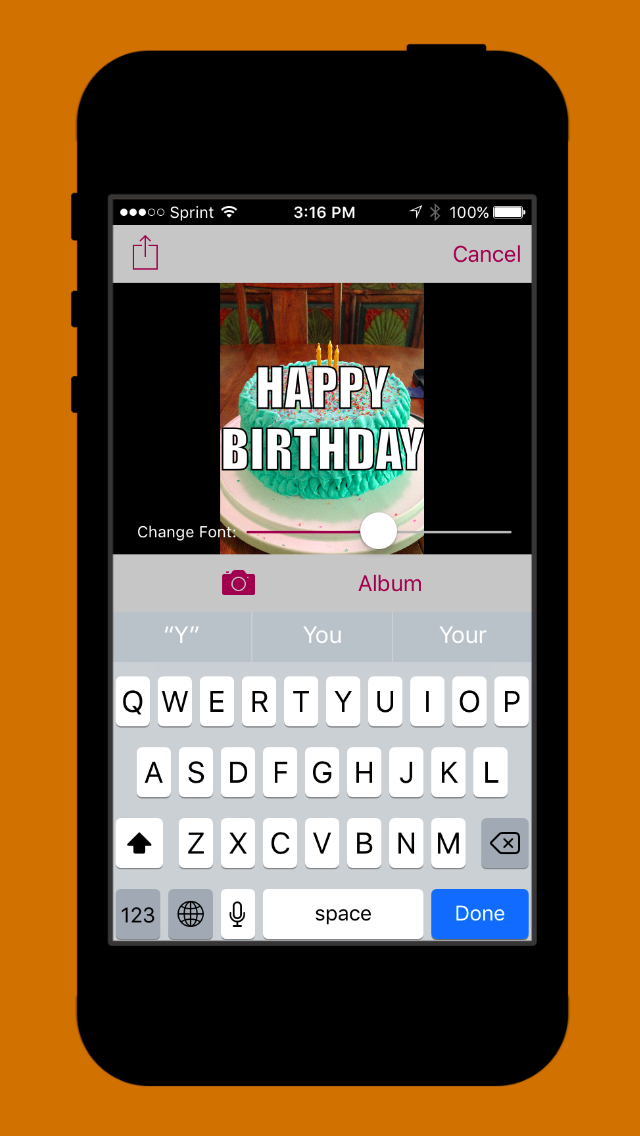 Sprint 3:16 PM 100%
Cancel
HAPPY
BIRTHDAY
Change Font:
Album
“Y” You Your
Q W E R T Y U I O P
A S D F G H J K L
Z X C V B N M
123 space Done